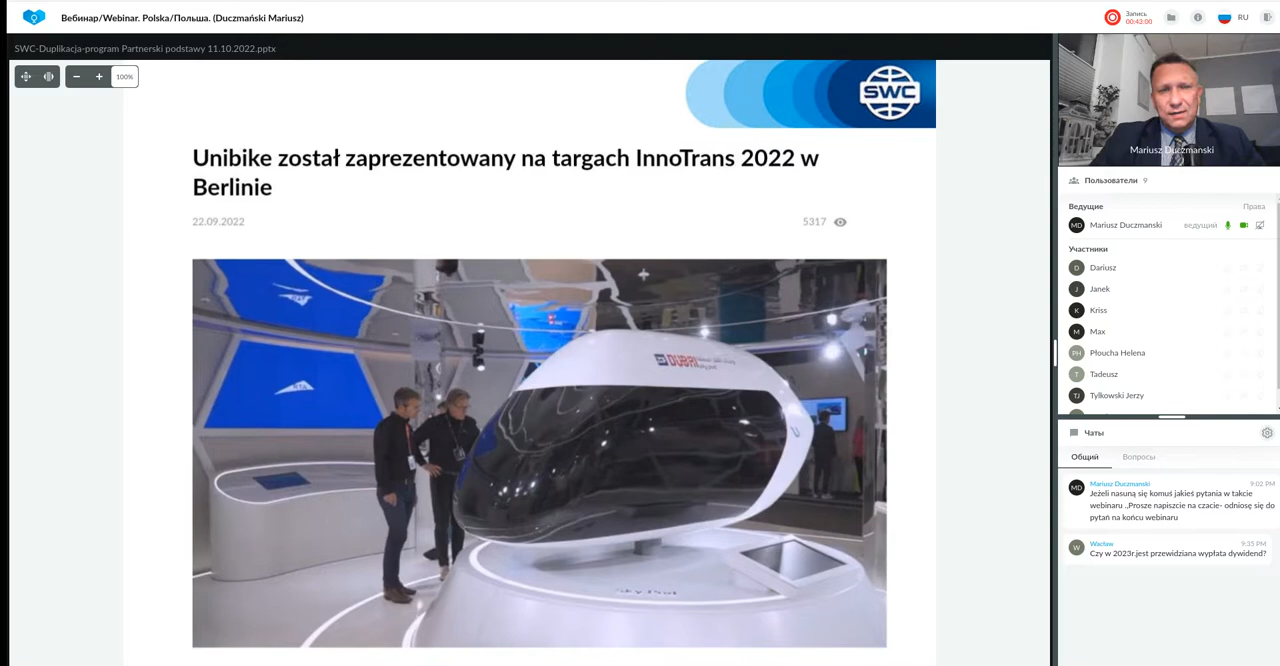 Вебинар/Webinar. Polska/Польша. (Duczmański Mariusz)
Запись
00:43:00
RU
SWC-Duplikacja-program Partnerski podstawy 11.10.2022.pptx
100%
SWC
Unibike został zaprezentowany na targach InnoTrans 2022 w
Berlinie
22.09.2022
5317
DUBAI
Mariusz Duczmanski
Пользователи 9
Ведущие
Права
MD Mariusz Duczmanski ведущий
Участники
D Dariusz
J Janek
K Kriss
M Max
PH Płoucha Helena
T Tadeusz
TJ Tylkowski Jerzy
Чаты
Общий Вопросы
MD Mariusz Duczmanski 9:02 PM
Jeżeli nasuną się komuś jakieś pytania w takcie
webinaru ,,Prosze napiszcie na czacie- odniosę się do
pytań na końcu webinaru
W Wacław 9:35 PM
Czy w 2023r.jest przewidziana wypłata dywidend?